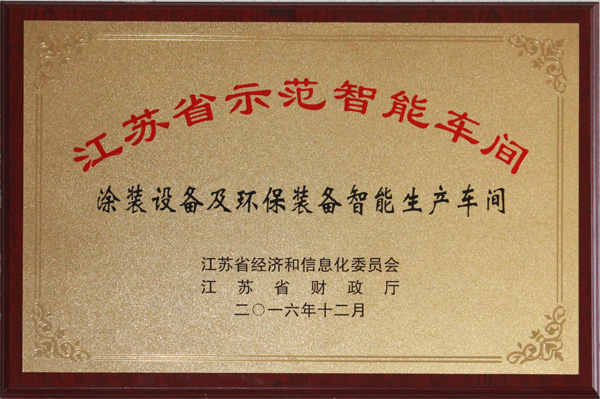 江苏省示范智能车间
涂装设备及环保装备智能生产车间
江苏省经济和信息化委员会
江苏省财政厅
二〇一六年十二月